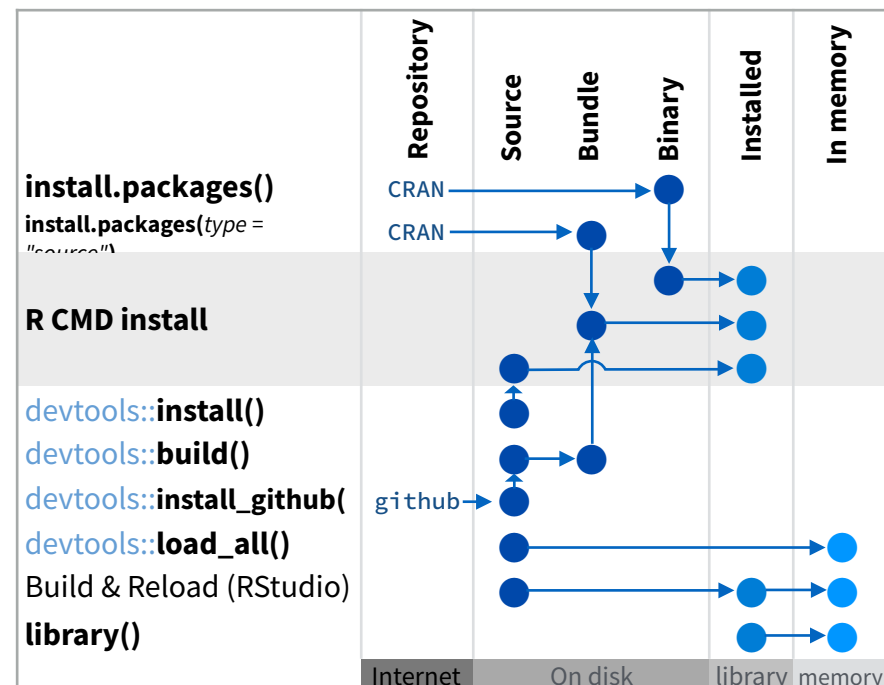 Repository
Source
Bundle
Binary
Installed
In memory
install.packages()
CRAN
install.packages(type =
"source")
CRAN
R CMD install
devtools::install()
devtools::build()
devtools::install_github(
github
devtools::load_all()
Build & Reload (RStudio)
library()
Internet
On disk
library
memory